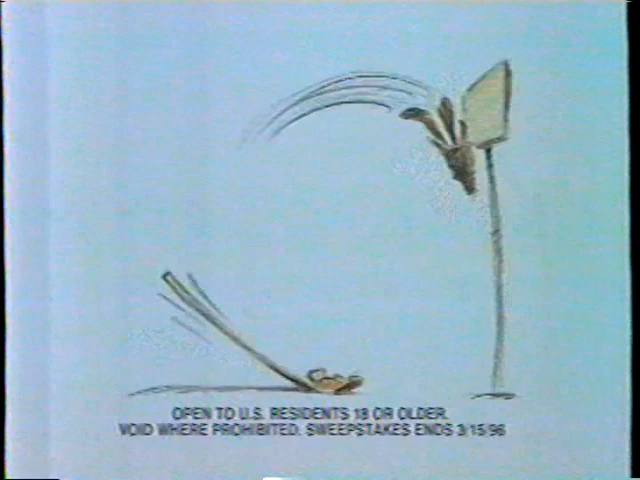 OPEN TO U.S. RESIDENTS 18 OR OLDER.
VOID WHERE PROHIBITED. SWEEPSTAKES ENDS 3/15/96